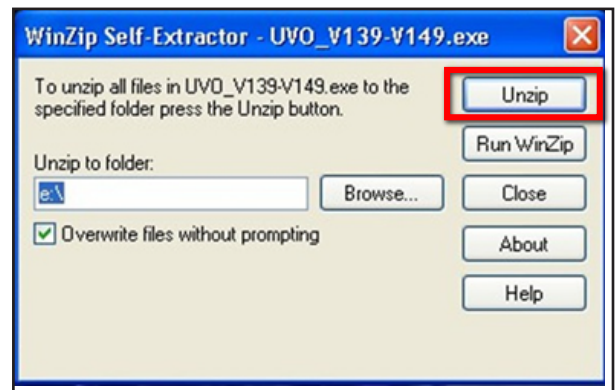 WinZip Self-Extractor - UVO_V139-V149.exe
To unzip all files in UVO_V139-V149.exe to the
specified folder press the Unzip button.
Unzip to folder:
e:\
Browse...
Overwrite files without prompting
Unzip
Run WinZip
Close
About
Help